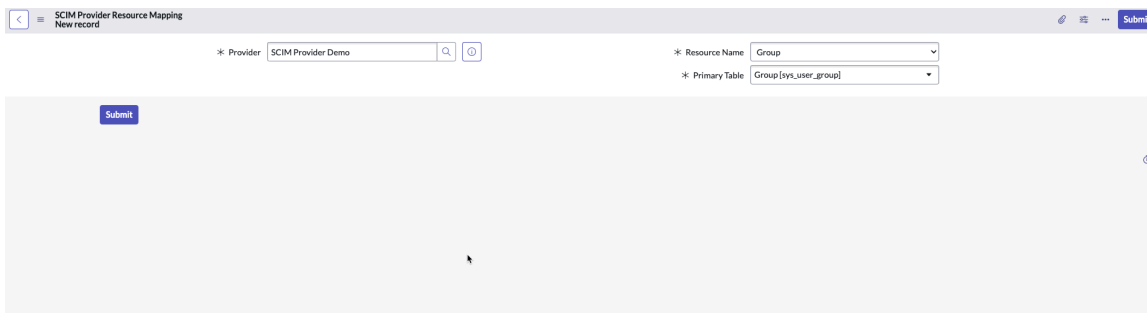 SCIM Provider Resource Mapping
New record
Submi
* Provider SCIM Provider Demo
* Resource Name Group
* Primary Table Group [sys_user_group]
Submit